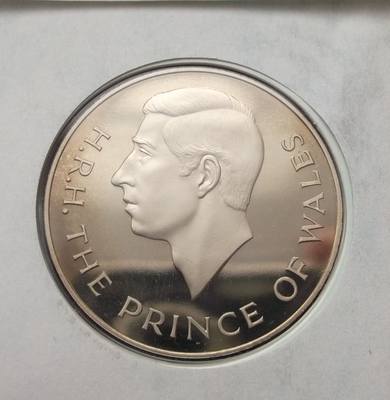 H.R.H. THE PRINCE OF WALES